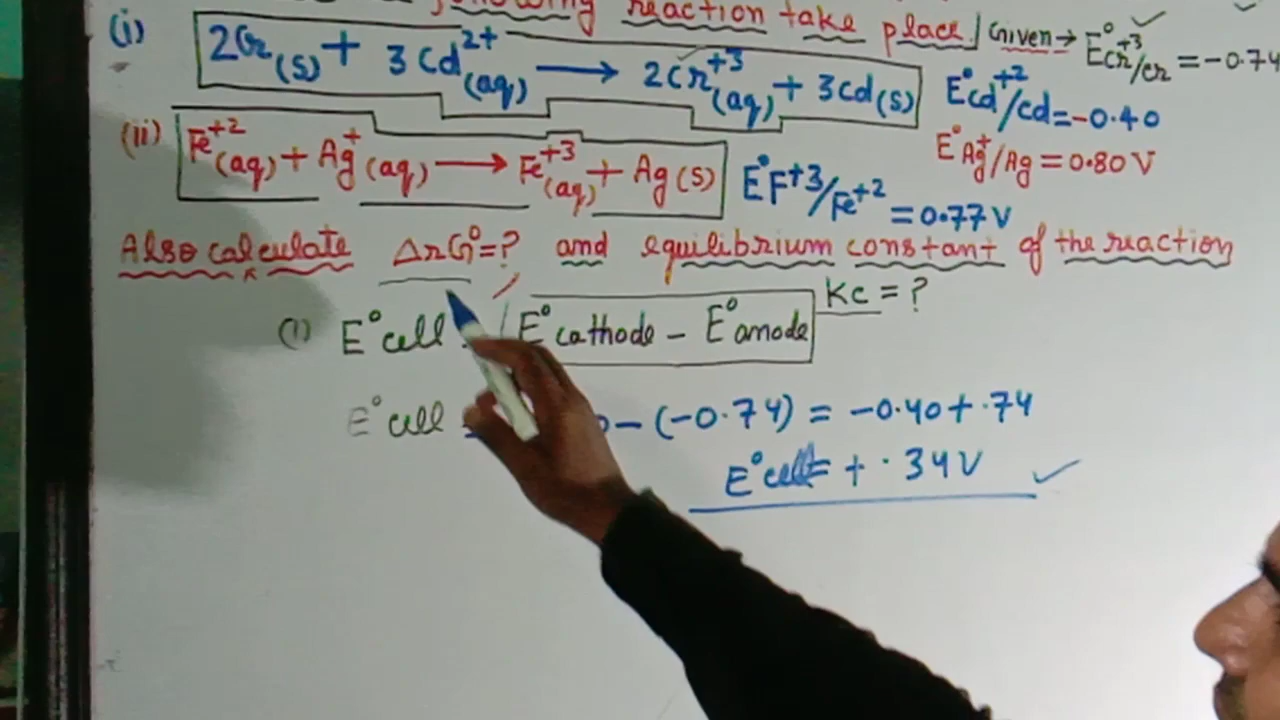 following reaction take place / Given → E°cr⁺³/cr = -0.74
(i) 2Cr(s) + 3Cd²⁺(aq) → 2Cr⁺³(aq) + 3Cd(s) E°cd⁺²/cd = -0.40
E°Ag⁺/Ag = 0.80 V
(ii) Fe⁺²(aq) + Ag⁺(aq) → Fe⁺³(aq) + Ag(s) E°F⁺³/Fe⁺² = 0.77 V
Also calculate ΔrG° = ? and equilibrium constant of the reaction
Kc = ?
(1) E°cell E°cathode - E°anode
E°cell - (-0.74) = -0.40 + .74
E°cell = + .34 V